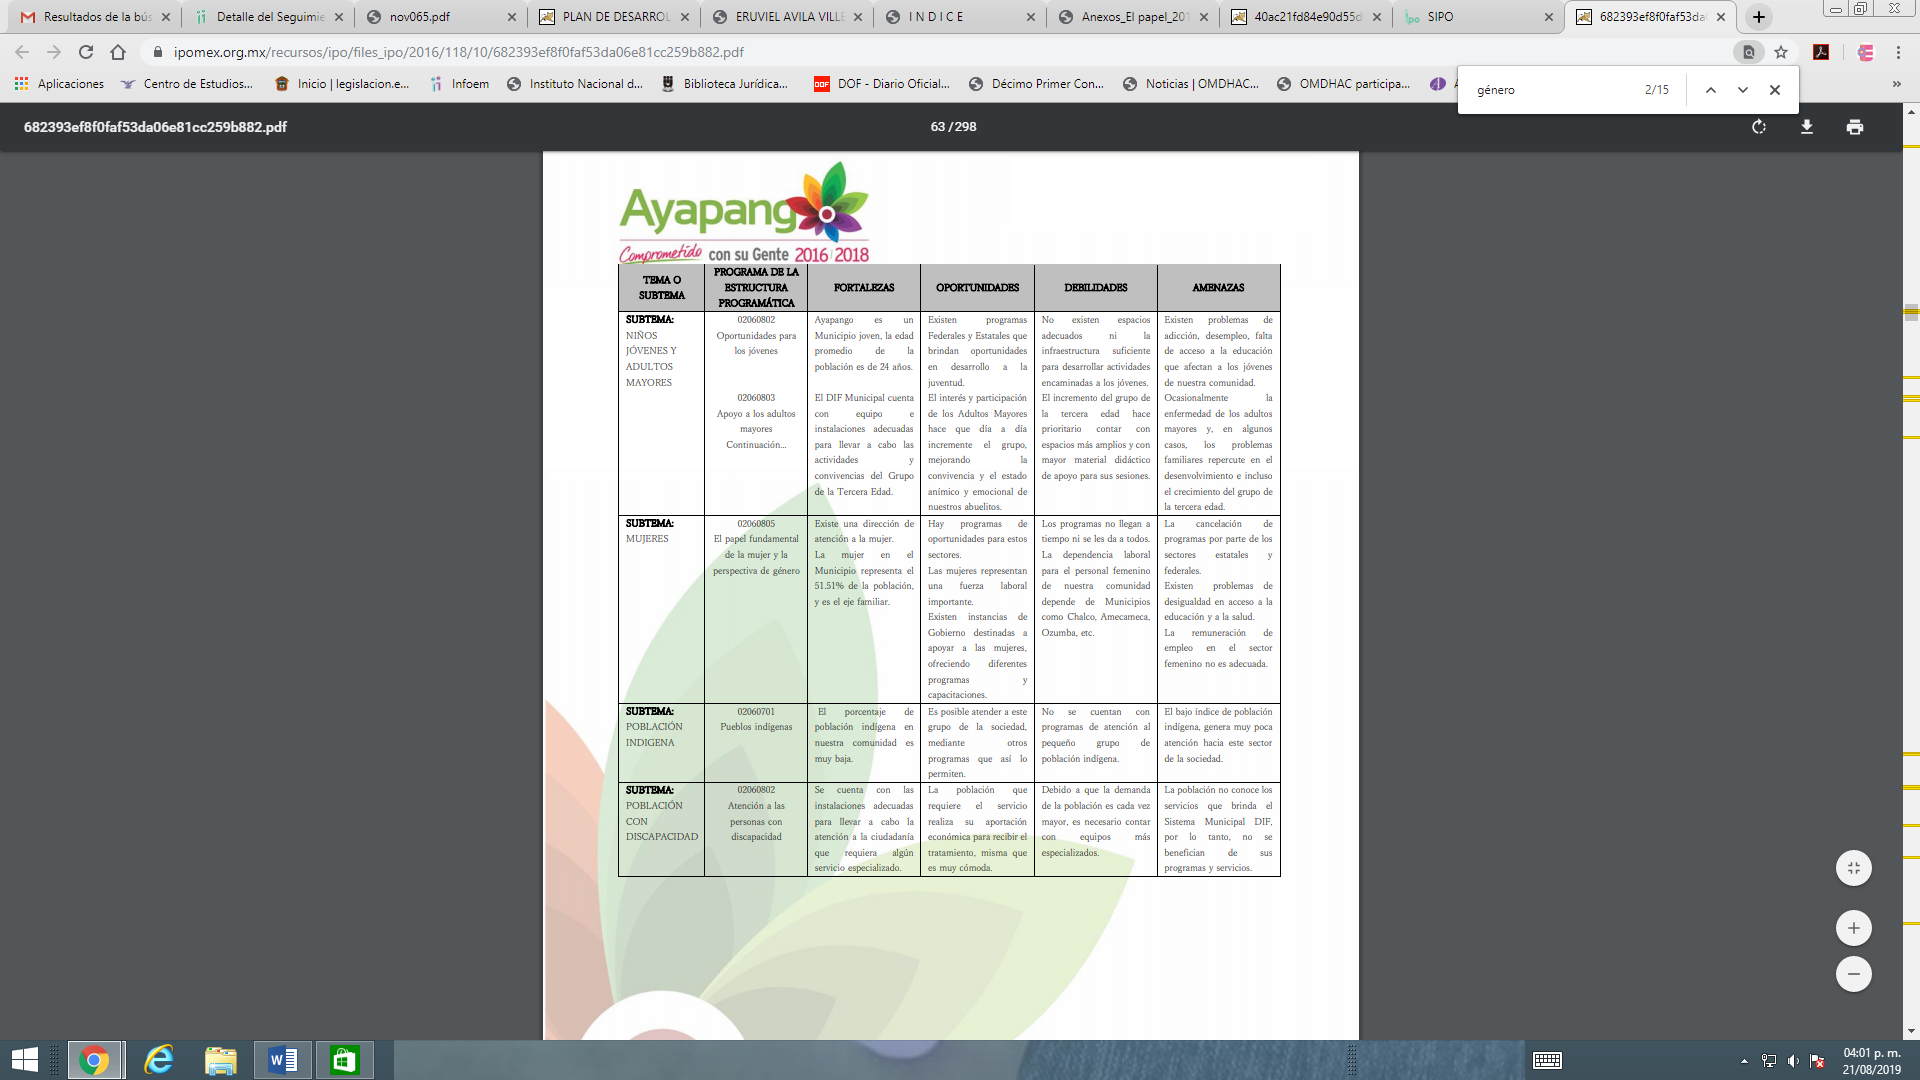 Resultados de la bús
Detalle del Seguimie
nov065.pdf
PLAN DE DESARROL
ERUVIEL AVILA VILLE
I N D I C E
Anexos_El papel_201
40ac21fd84e90d55d
SIPO
682393ef8f0faf53da
ipomex.org.mx/recursos/ipo/files_ipo/2016/118/10/682393ef8f0faf53da06e81cc259b882.pdf
Aplicaciones
Centro de Estudios...
Inicio | legislacion.e...
Infoem
Instituto Nacional d...
Biblioteca Jurídica...
DOF - Diario Oficial...
Décimo Primer Con...
Noticias | OMDHAC...
OMDHAC participa...
»
género 2/15
682393ef8f0faf53da06e81cc259b882.pdf
63 / 298
Ayapang
Comprometido con su Gente 2016 2018
TEMA O
SUBTEMA
PROGRAMA DE LA
ESTRUCTURA
PROGRAMÁTICA
FORTALEZAS
OPORTUNIDADES
DEBILIDADES
AMENAZAS
SUBTEMA:
NIÑOS
JÓVENES Y
ADULTOS
MAYORES
02060802
Oportunidades para
los jóvenes
02060803
Apoyo a los adultos
mayores
Continuación...
Ayapango es un
Municipio joven, la edad
promedio de la
población es de 24 años.
El DIF Municipal cuenta
con equipo e
instalaciones adecuadas
para llevar a cabo las
actividades y
convivencias del Grupo
de la Tercera Edad.
Existen programas
Federales y Estatales que
brindan oportunidades
en desarrollo a la
juventud.
El interés y participación
de los Adultos Mayores
hace que día a día
incremente el grupo,
mejorando la
convivencia y el estado
anímico y emocional de
nuestros abuelitos.
No existen espacios
adecuados ni la
infraestructura suficiente
para desarrollar actividades
encaminadas a los jóvenes.
El incremento del grupo de
la tercera edad hace
prioritario contar con
espacios más amplios y con
mayor material didáctico
de apoyo para sus sesiones.
Existen problemas de
adicción, desempleo, falta
de acceso a la educación
que afectan a los jóvenes
de nuestra comunidad.
Ocasionalmente la
enfermedad de los adultos
mayores y, en algunos
casos, los problemas
familiares repercute en el
desenvolvimiento e incluso
el crecimiento del grupo de
la tercera edad.
SUBTEMA:
MUJERES
02060805
El papel fundamental
de la mujer y la
perspectiva de género
Existe una dirección de
atención a la mujer.
La mujer en el
Municipio representa el
51.51% de la población,
y es el eje familiar.
Hay programas de
oportunidades para estos
sectores.
Las mujeres representan
una fuerza laboral
importante.
Existen instancias de
Gobierno destinadas a
apoyar a las mujeres,
ofreciendo diferentes
programas y
capacitaciones.
Los programas no llegan a
tiempo ni se les da a todos.
La dependencia laboral
para el personal femenino
de nuestra comunidad
depende de Municipios
como Chalco, Amecameca,
Ozumba, etc.
La cancelación de
programas por parte de los
sectores estatales y
federales.
Existen problemas de
desigualdad en acceso a la
educación y a la salud.
La remuneración de
empleo en el sector
femenino no es adecuada.
SUBTEMA:
POBLACIÓN
INDIGENA
02060701
Pueblos indígenas
El porcentaje de
población indígena en
nuestra comunidad es
muy baja.
Es posible atender a este
grupo de la sociedad,
mediante otros
programas que así lo
permiten.
No se cuentan con
programas de atención al
pequeño grupo de
población indígena.
El bajo índice de población
indígena, genera muy poca
atención hacia este sector
de la sociedad.
SUBTEMA:
POBLACIÓN
CON
DISCAPACIDAD
02060802
Atención a las
personas con
discapacidad
Se cuenta con las
instalaciones adecuadas
para llevar a cabo la
atención a la ciudadanía
que requiera algún
servicio especializado.
La población que
requiere el servicio
realiza su aportación
económica para recibir el
tratamiento, misma que
es muy cómoda.
Debido a que la demanda
de la población es cada vez
mayor, es necesario contar
con equipos más
especializados.
La población no conoce los
servicios que brinda el
Sistema Municipal DIF,
por lo tanto, no se
benefician de sus
programas y servicios.
04:01 p. m.
21/08/2019